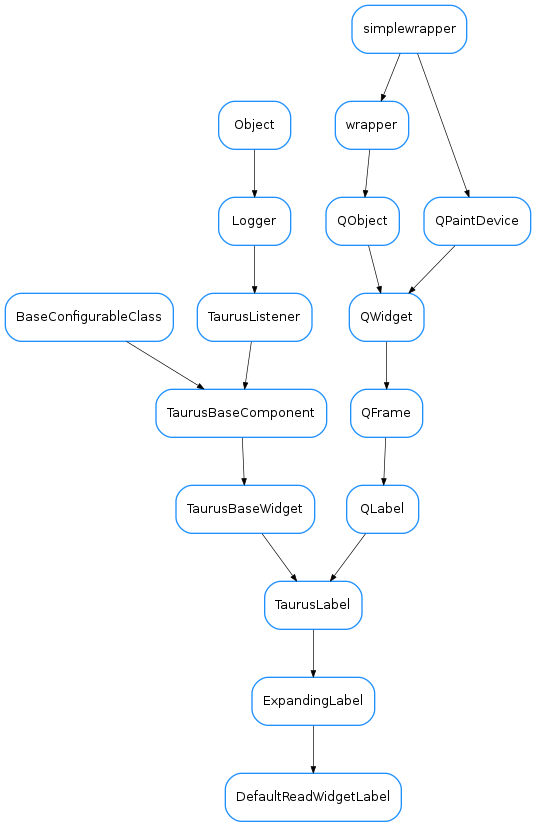 simplewrapper
Object
wrapper
Logger
QObject
QPaintDevice
BaseConfigurableClass
TaurusListener
QWidget
TaurusBaseComponent
QFrame
TaurusBaseWidget
QLabel
TaurusLabel
ExpandingLabel
DefaultReadWidgetLabel